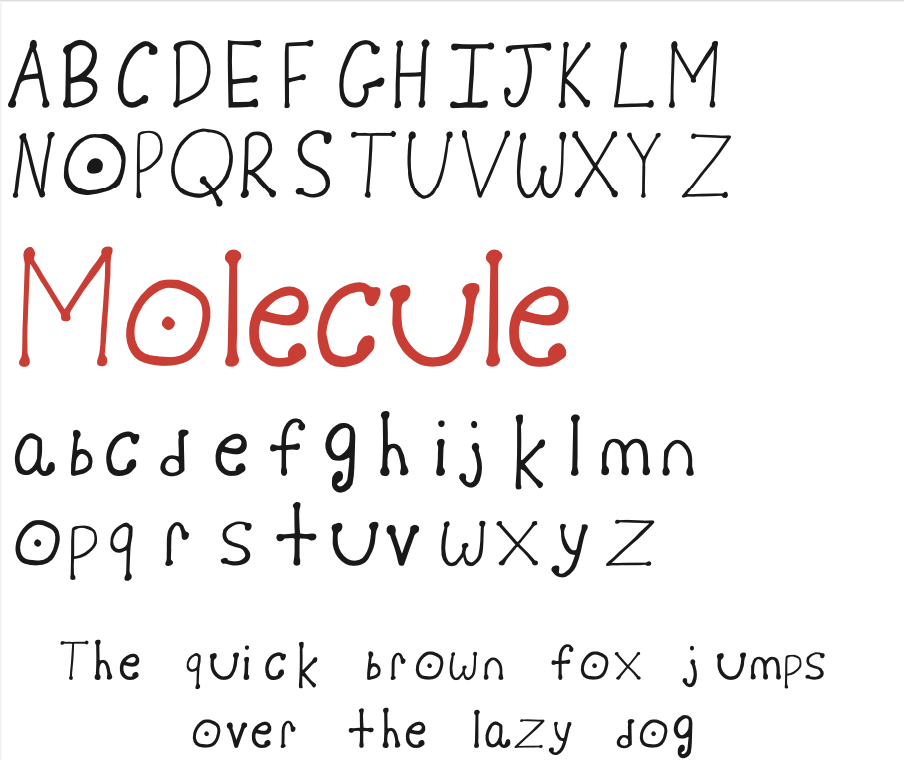 ABCDEFGHIJKLM
NOPQRSTUVWXYZ
Molecule
abcdefghijklmn
opqrstuvwxyz
The quick brown fox jumps
over the lazy dog